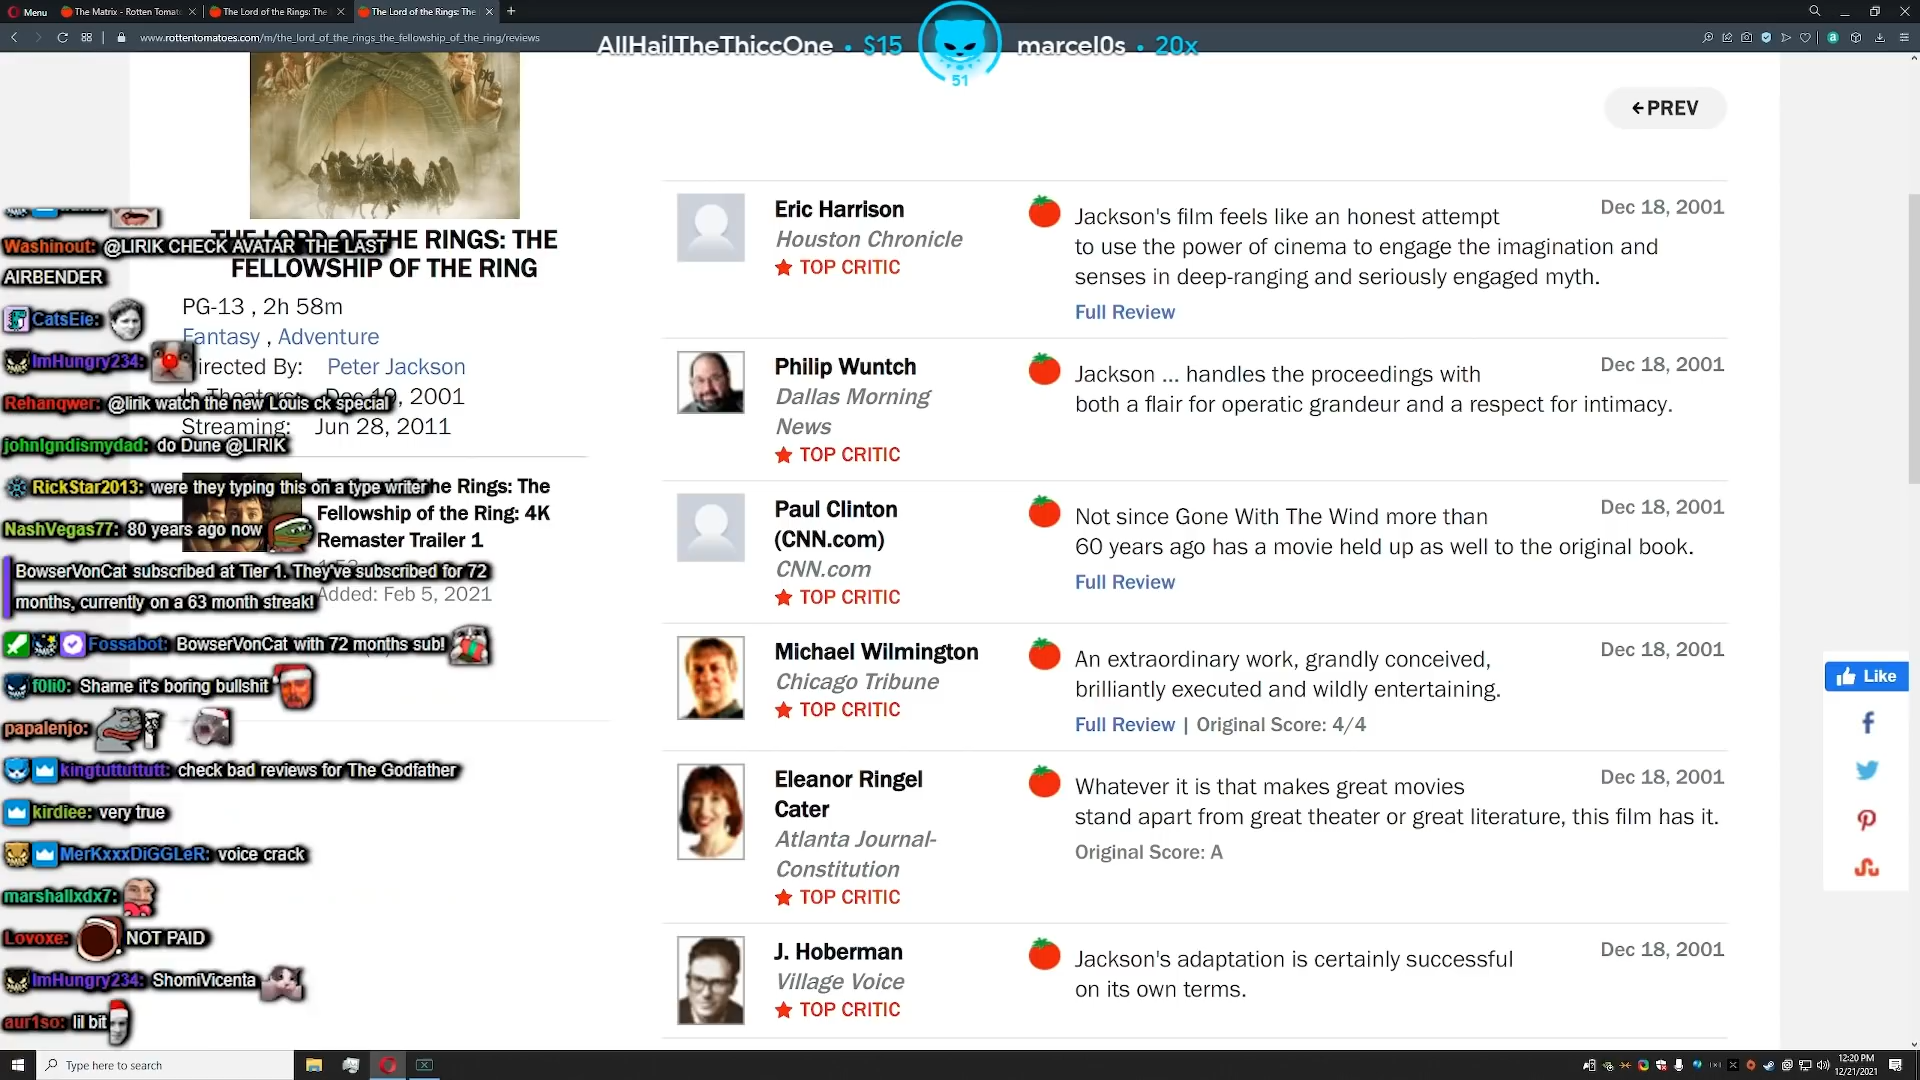 Menu
The Matrix - Rotten Tomat
The Lord of the Rings: The
The Lord of the Rings: The
www.rottentomatoes.com/m/the_lord_of_the_rings_the_fellowship_of_the_ring/reviews
AllHailTheThiccOne • $15
51
marcel0s • 20x
PREV
THE LORD OF THE RINGS: THE
FELLOWSHIP OF THE RING
PG-13 , 2h 58m
Fantasy , Adventure
Directed By: Peter Jackson
In Theaters: Dec 19, 2001
Streaming: Jun 28, 2011
the Rings: The
Fellowship of the Ring: 4K
Remaster Trailer 1
Added: Feb 5, 2021
Washinout: @LIRIK CHECK AVATAR THE LAST
AIRBENDER
CatsEie:
ImHungry234:
Rehanqwer: @lirik watch the new Louis ck special
johnlgndismydad: do Dune @LIRIK
RickStar2013: were they typing this on a type writer
NashVegas77: 80 years ago now
BowserVonCat subscribed at Tier 1. They've subscribed for 72
months, currently on a 63 month streak!
Fossabot: BowserVonCat with 72 months sub!
f0li0: Shame it's boring bullshit
papalenjo:
kingtuttuttutt: check bad reviews for The Godfather
kirdiee: very true
MerKxxxDiGGLeR: voice crack
marshallxdx7:
Lovoxe: NOT PAID
ImHungry234: ShomiVicenta
aur1so: lil bit
Eric Harrison
Houston Chronicle
TOP CRITIC
Dec 18, 2001
Jackson's film feels like an honest attempt
to use the power of cinema to engage the imagination and
senses in deep-ranging and seriously engaged myth.
Full Review
Philip Wuntch
Dallas Morning
News
TOP CRITIC
Dec 18, 2001
Jackson ... handles the proceedings with
both a flair for operatic grandeur and a respect for intimacy.
Paul Clinton
(CNN.com)
CNN.com
TOP CRITIC
Dec 18, 2001
Not since Gone With The Wind more than
60 years ago has a movie held up as well to the original book.
Full Review
Michael Wilmington
Chicago Tribune
TOP CRITIC
Dec 18, 2001
An extraordinary work, grandly conceived,
brilliantly executed and wildly entertaining.
Full Review | Original Score: 4/4
Eleanor Ringel
Cater
Atlanta Journal-
Constitution
TOP CRITIC
Dec 18, 2001
Whatever it is that makes great movies
stand apart from great theater or great literature, this film has it.
Original Score: A
J. Hoberman
Village Voice
TOP CRITIC
Dec 18, 2001
Jackson's adaptation is certainly successful
on its own terms.
Like
Type here to search
12:20 PM
12/21/2021